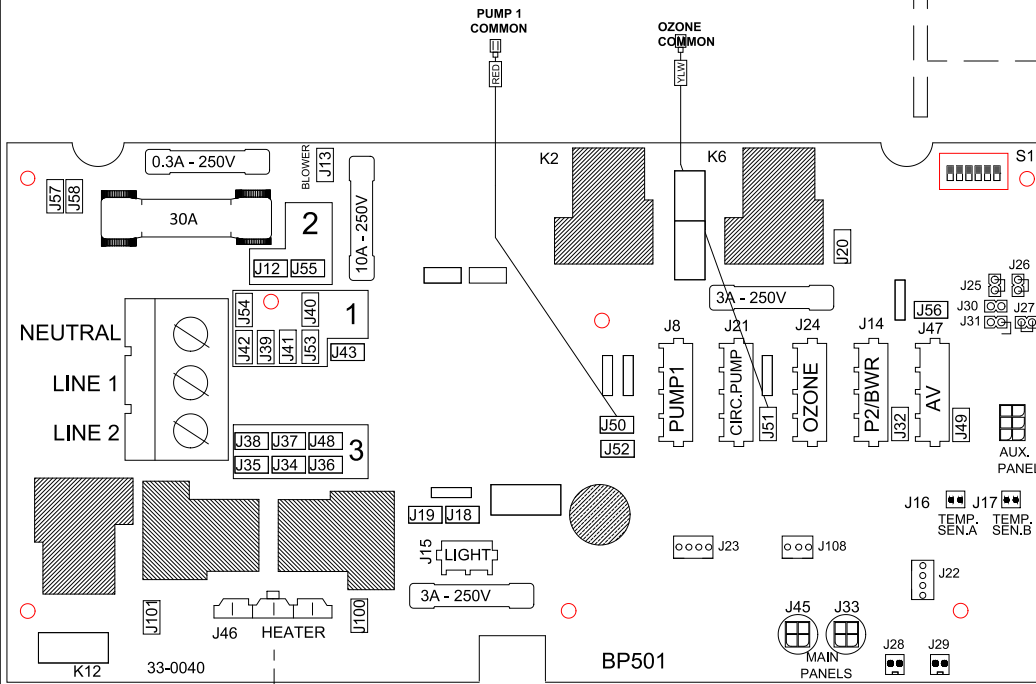 PUMP 1
COMMON
OZONE
COMMON
RED
YLW
0.3A - 250V
BLOWER
J13
K2
K6
S1
J57
J58
30A
2
10A - 250V
J12
J55
J20
J26
J25
J54
J40
1
3A - 250V
J56
J30
J27
J31
NEUTRAL
J42
J39
J41
J53
J43
J8
J21
J24
J14
J47
LINE 1
PUMP1
CIRC.PUMP
OZONE
P2/BWR
AV
LINE 2
J38
J37
J48
3
J50
J51
J32
J49
J35
J34
J36
J52
AUX.
PANEL
J19
J18
J16
J17
TEMP.
SEN.A
TEMP.
SEN.B
J15
LIGHT
J23
J108
J22
3A - 250V
J101
J46
HEATER
J100
J45
J33
MAIN
PANELS
J28
J29
K12
33-0040
BP501